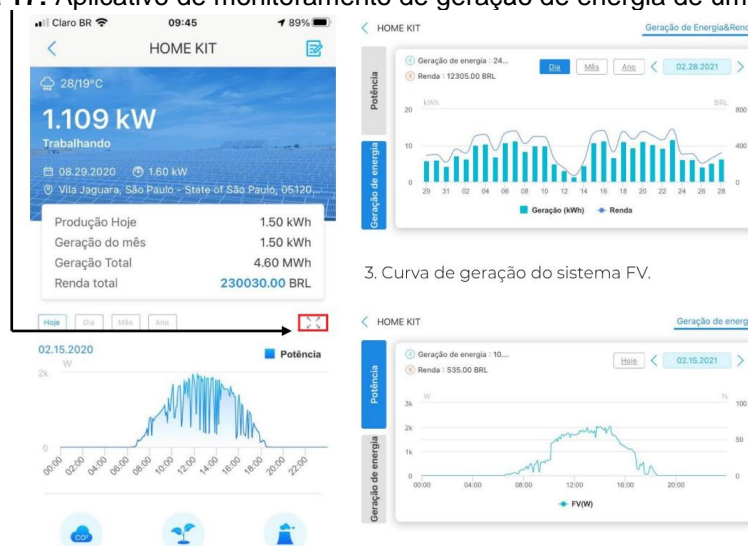 17: Aplicativo de monitoramento de geração de energia de um
Claro BR 09:45 89%
HOME KIT
28/19°C
1.109 kW
Trabalhando
08.29.2020 1.60 kW
Vila Jaguara, São Paulo - State of São Paulo, 05120,...
Produção Hoje 1.50 kWh
Geração do mês 1.50 kWh
Geração Total 4.60 MWh
Renda total 230030.00 BRL
Hoje Dia Mês Ano
02.15.2020
Potência
W
2k
0
00:00 02:00 04:00 06:00 08:00 10:00 12:00 14:00 16:00 18:00 20:00 22:00
CO²
HOME KIT
Geração de Energia&Rend
Potência
Geração de energia
Geração de energia : 24...
Renda : 12305.00 BRL
Dia Mês Ano 02.28.2021
kWh BRL
20 800
10 400
0 0
29 31 02 04 06 08 10 12 14 16 18 20 22 24 26 28
Geração (kWh) Renda
3. Curva de geração do sistema FV.
HOME KIT
Geração de energ
Potência
Geração de energia
Geração de energia : 10...
Renda : 535.00 BRL
Hoje 02.15.2021
W %
3k 100
2k
50
1k
0 0
00:00 04:00 08:00 12:00 16:00 20:00
FV(W)